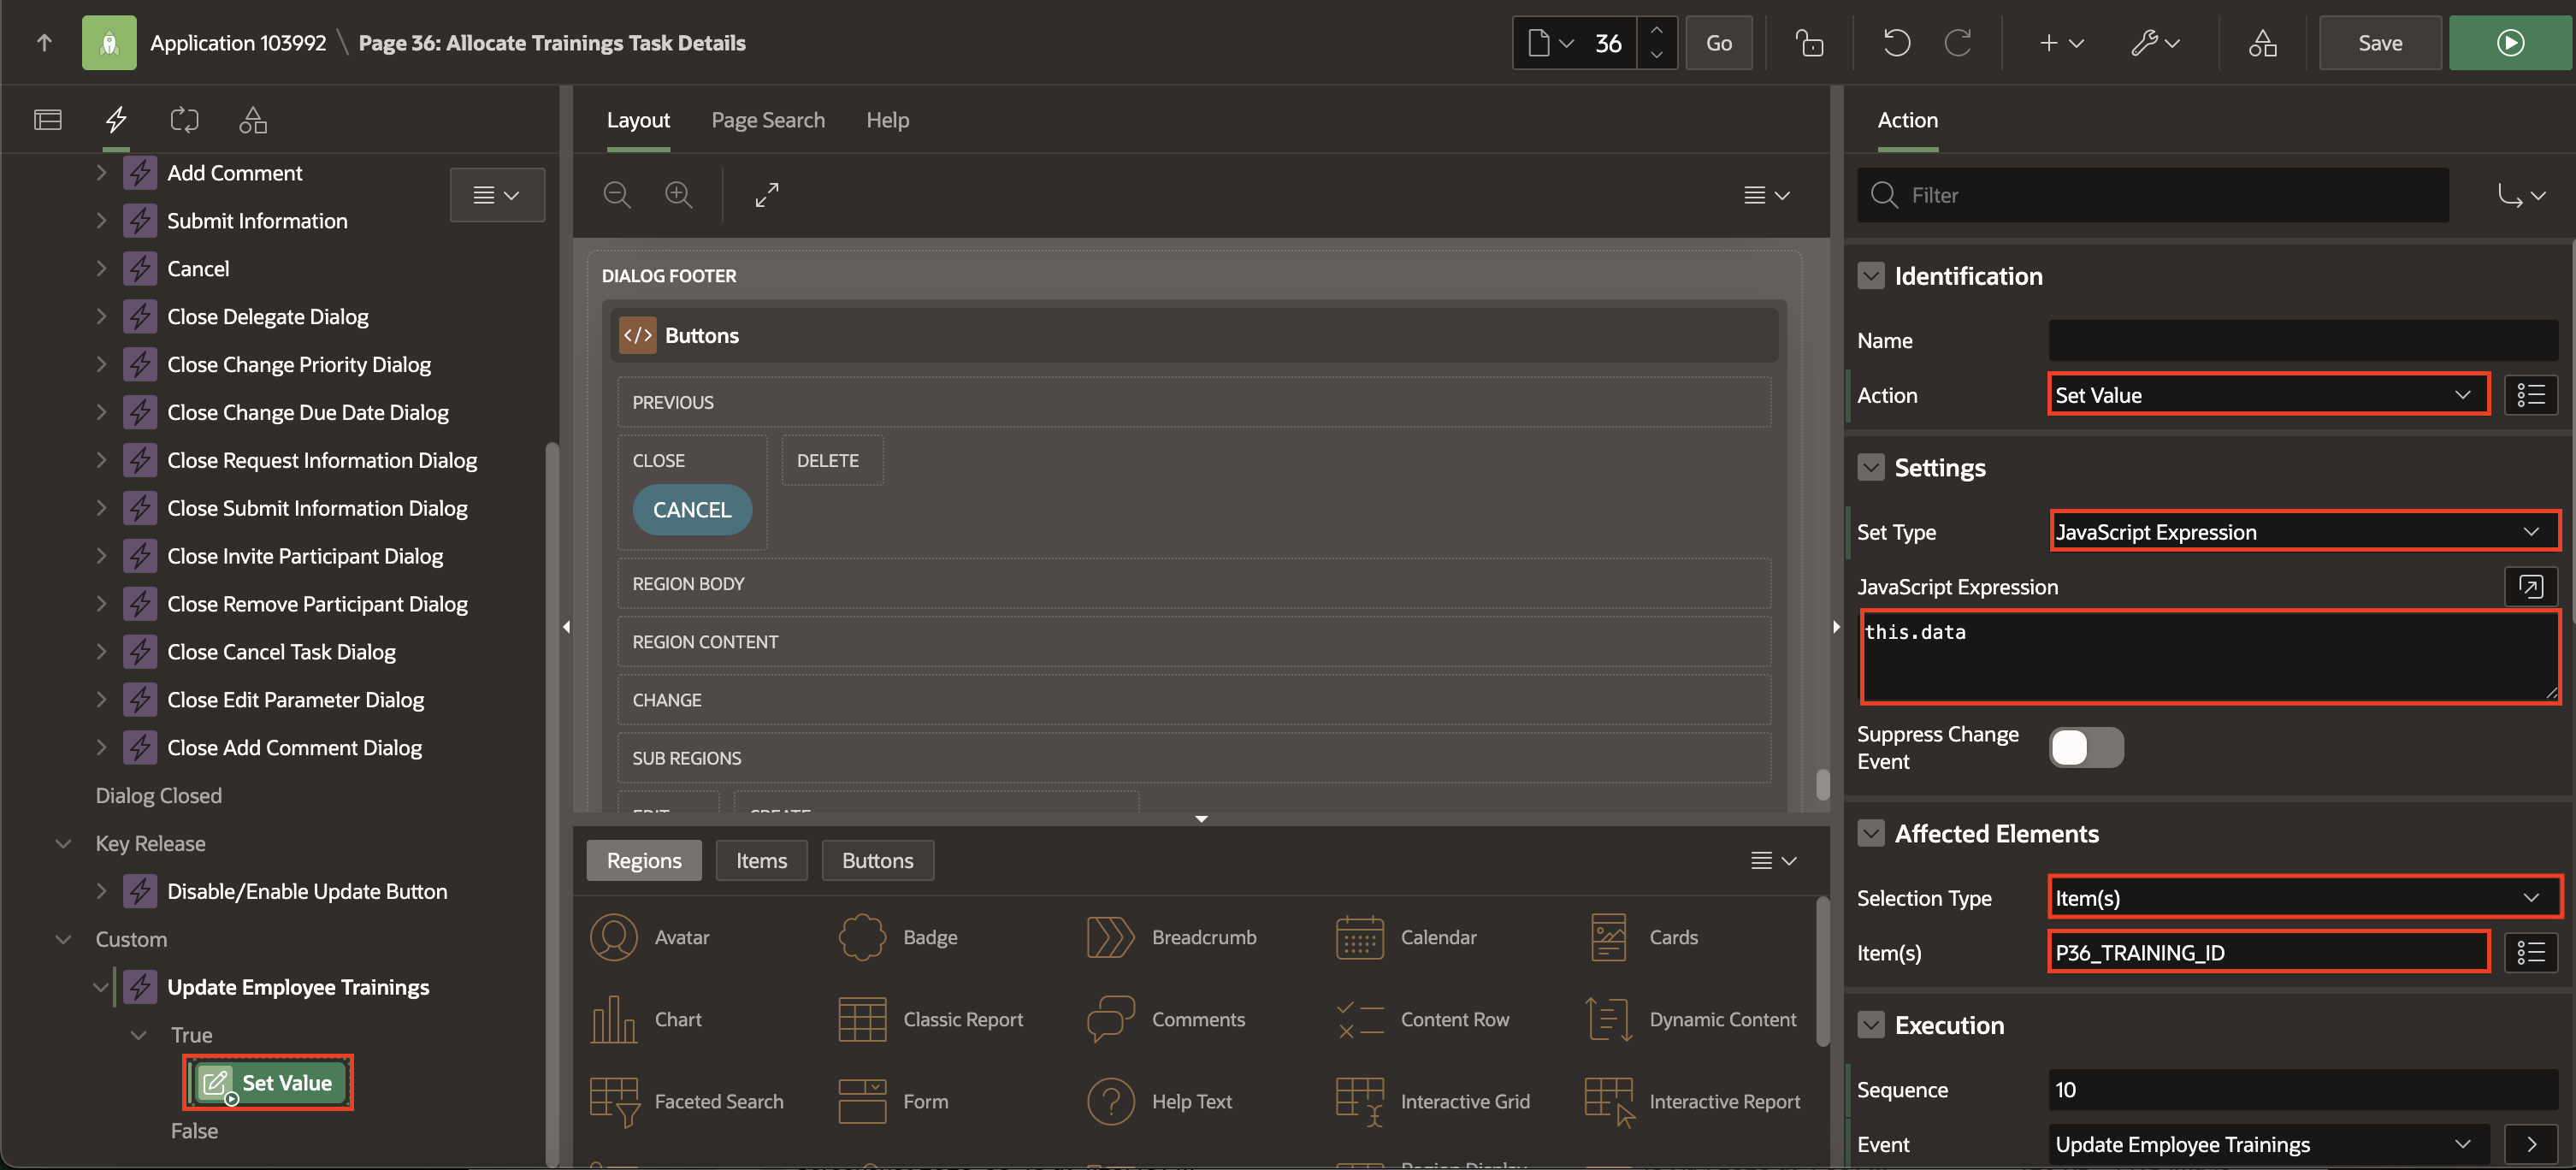 Application 103992 \ Page 36: Allocate Trainings Task Details
36
Go
Save
Add Comment
Submit Information
Cancel
Close Delegate Dialog
Close Change Priority Dialog
Close Change Due Date Dialog
Close Request Information Dialog
Close Submit Information Dialog
Close Invite Participant Dialog
Close Remove Participant Dialog
Close Cancel Task Dialog
Close Edit Parameter Dialog
Close Add Comment Dialog
Dialog Closed
Key Release
Disable/Enable Update Button
Custom
Update Employee Trainings
True
Set Value
False
Layout
Page Search
Help
DIALOG FOOTER
</> Buttons
PREVIOUS
CLOSE
DELETE
CANCEL
REGION BODY
REGION CONTENT
CHANGE
SUB REGIONS
EDIT
CREATE
Regions
Items
Buttons
Avatar
Badge
Breadcrumb
Calendar
Cards
Chart
Classic Report
Comments
Content Row
Dynamic Content
Faceted Search
Form
Help Text
Interactive Grid
Interactive Report
Region Display
Action
Filter
Identification
Name
Action
Set Value
Settings
Set Type
JavaScript Expression
JavaScript Expression
this.data
Suppress Change
Event
Affected Elements
Selection Type
Item(s)
Item(s)
P36_TRAINING_ID
Execution
Sequence
10
Event
Update Employee Trainings